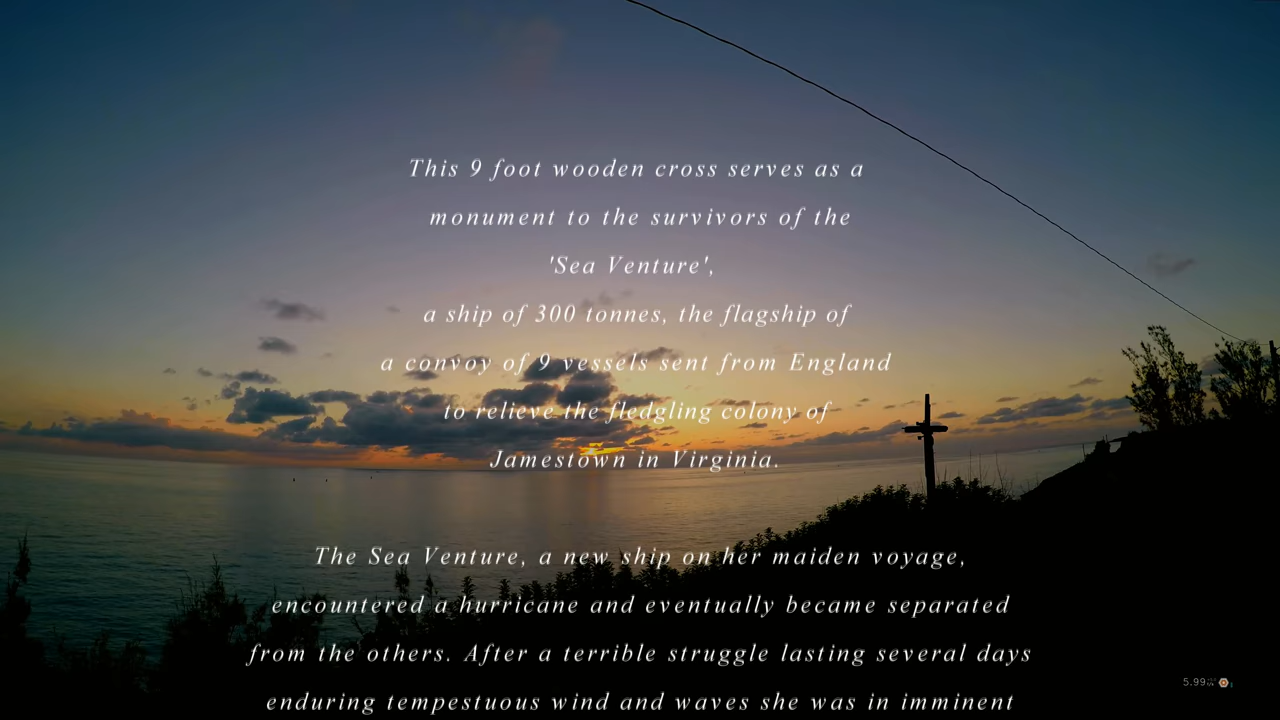 This 9 foot wooden cross serves as a
monument to the survivors of the
'Sea Venture',
a ship of 300 tonnes, the flagship of
a convoy of 9 vessels sent from England
to relieve the fledgling colony of
Jamestown in Virginia.
The Sea Venture, a new ship on her maiden voyage,
encountered a hurricane and eventually became separated
from the others. After a terrible struggle lasting several days
enduring tempestuous wind and waves she was in imminent
5.99